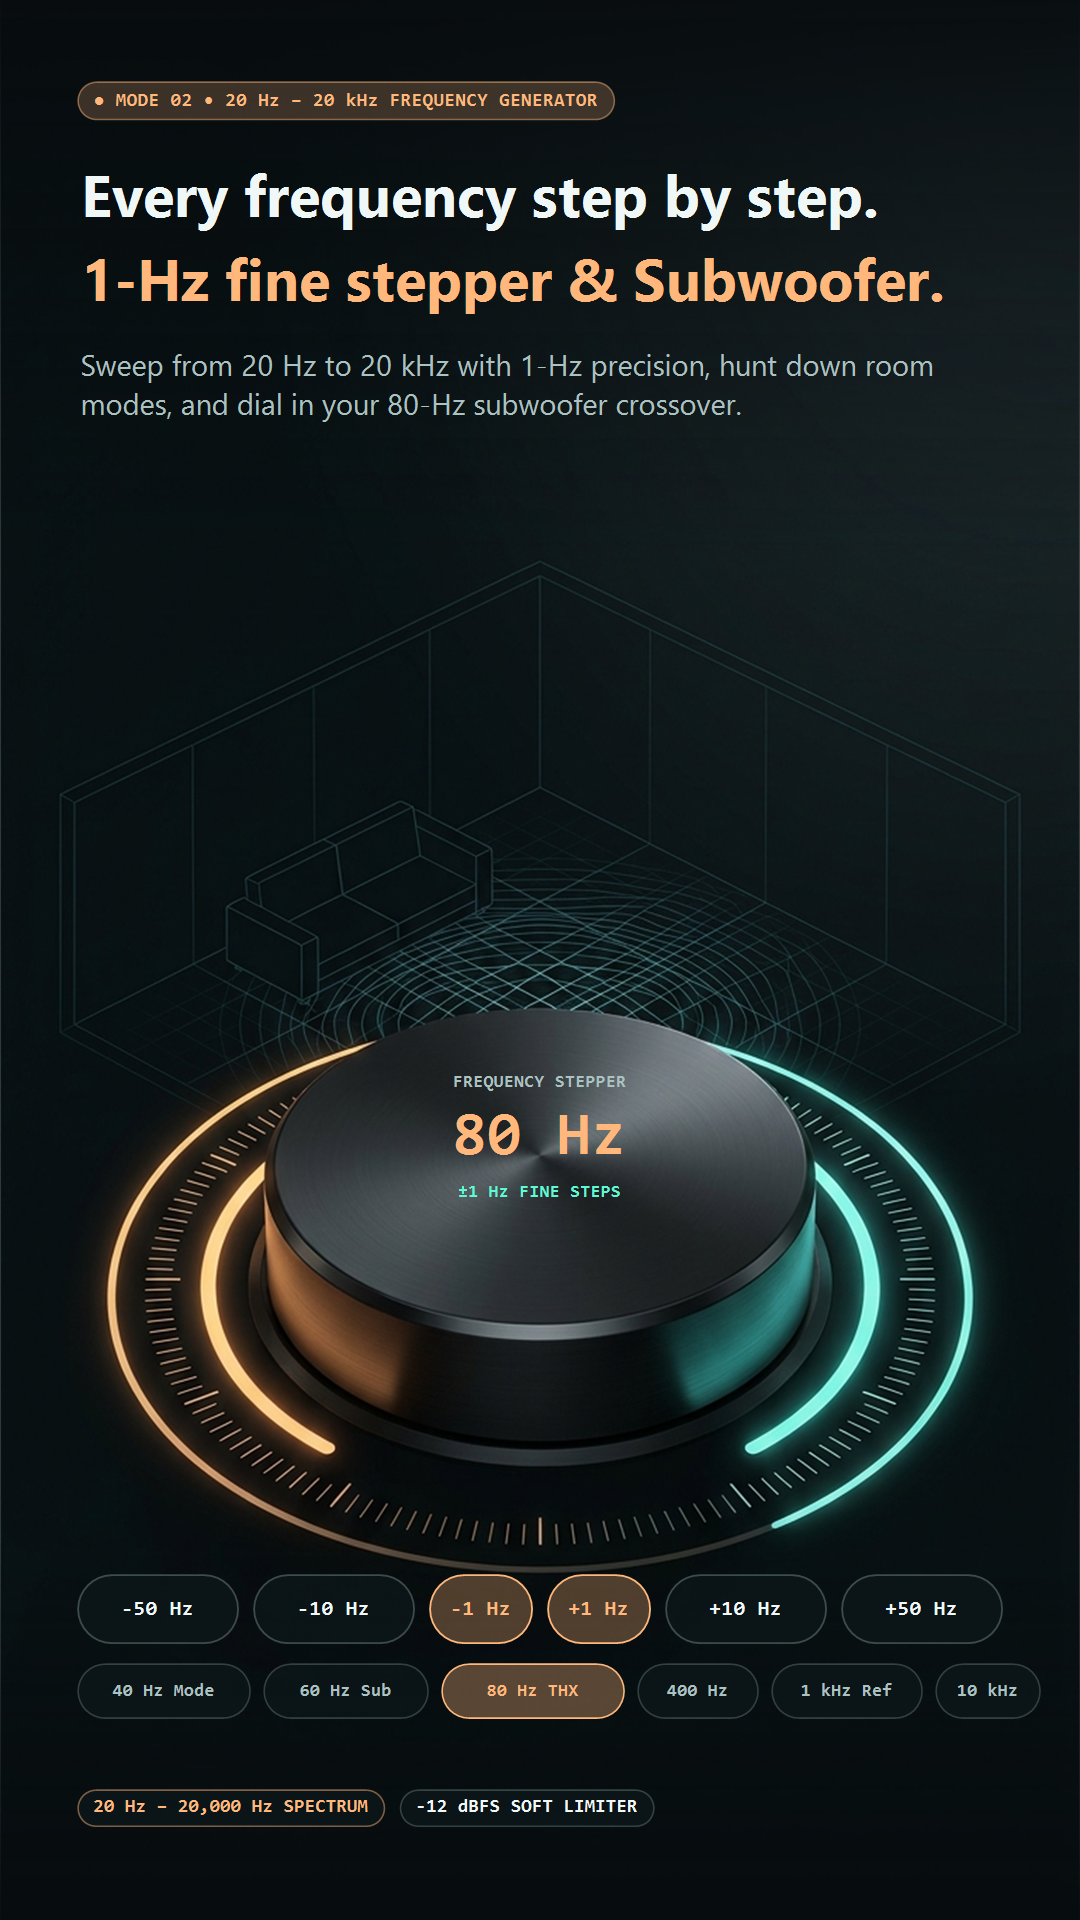 ● MODE 02 • 20 Hz – 20 kHz FREQUENCY GENERATOR
Every frequency step by step.
1-Hz fine stepper & Subwoofer.
Sweep from 20 Hz to 20 kHz with 1-Hz precision, hunt down room
modes, and dial in your 80-Hz subwoofer crossover.
FREQUENCY STEPPER
80 Hz
±1 Hz FINE STEPS
-50 Hz -10 Hz -1 Hz +1 Hz +10 Hz +50 Hz
40 Hz Mode 60 Hz Sub 80 Hz THX 400 Hz 1 kHz Ref 10 kHz
20 Hz – 20,000 Hz SPECTRUM -12 dBFS SOFT LIMITER